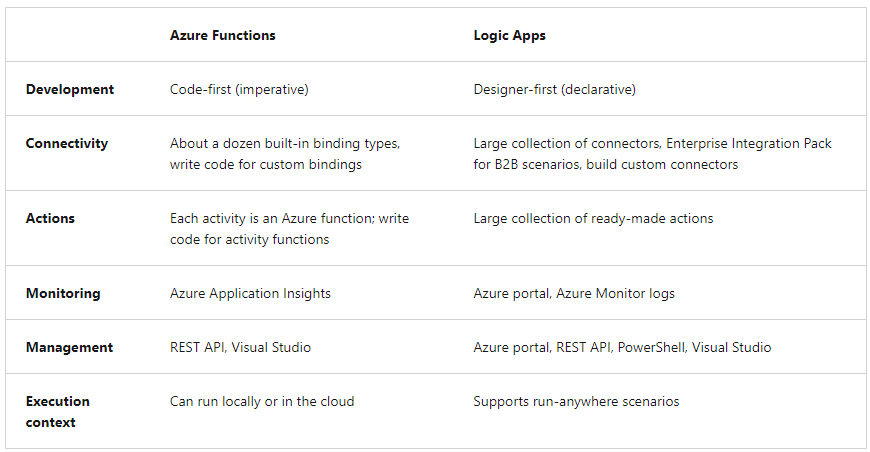 Azure Functions Logic Apps
Development Code-first (imperative) Designer-first (declarative)
Connectivity About a dozen built-in binding types, Large collection of connectors, Enterprise Integration Pack
write code for custom bindings for B2B scenarios, build custom connectors
Actions Each activity is an Azure function; write Large collection of ready-made actions
code for activity functions
Monitoring Azure Application Insights Azure portal, Azure Monitor logs
Management REST API, Visual Studio Azure portal, REST API, PowerShell, Visual Studio
Execution Can run locally or in the cloud Supports run-anywhere scenarios
context